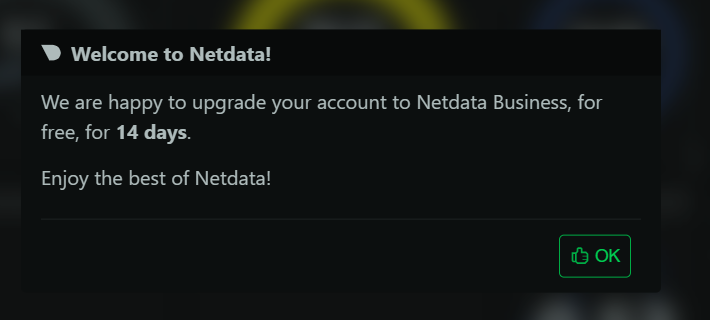 Welcome to Netdata!
We are happy to upgrade your account to Netdata Business, for
free, for 14 days.
Enjoy the best of Netdata!
OK